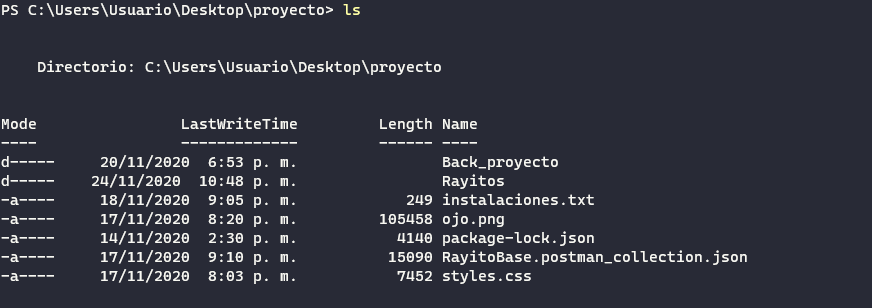 PS C:\Users\Usuario\Desktop\proyecto> ls
Directorio: C:\Users\Usuario\Desktop\proyecto
Mode LastWriteTime Length Name
---- ------------- ------ ----
d----- 20/11/2020 6:53 p. m. Back_proyecto
d----- 24/11/2020 10:48 p. m. Rayitos
-a---- 18/11/2020 9:05 p. m. 249 instalaciones.txt
-a---- 17/11/2020 8:20 p. m. 105458 ojo.png
-a---- 14/11/2020 2:30 p. m. 4140 package-lock.json
-a---- 17/11/2020 9:10 p. m. 15090 RayitoBase.postman_collection.json
-a---- 17/11/2020 8:03 p. m. 7452 styles.css